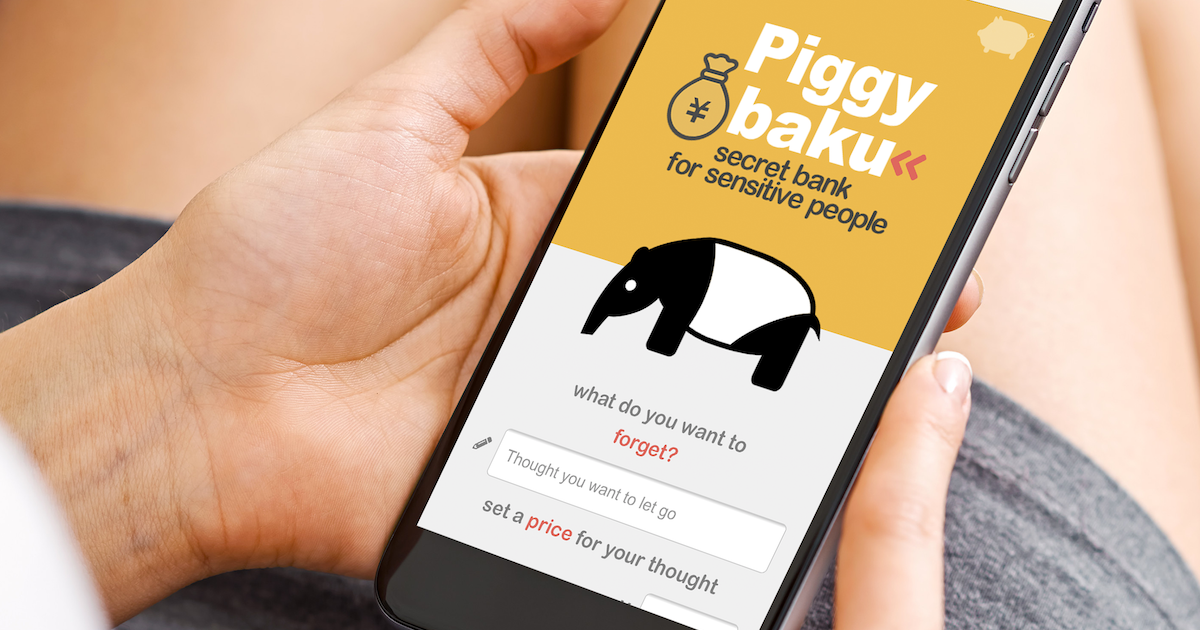 Piggy
¥
baku«
secret bank
for sensitive people
what do you want to
forget?
Thought you want to let go
set a price for your thought